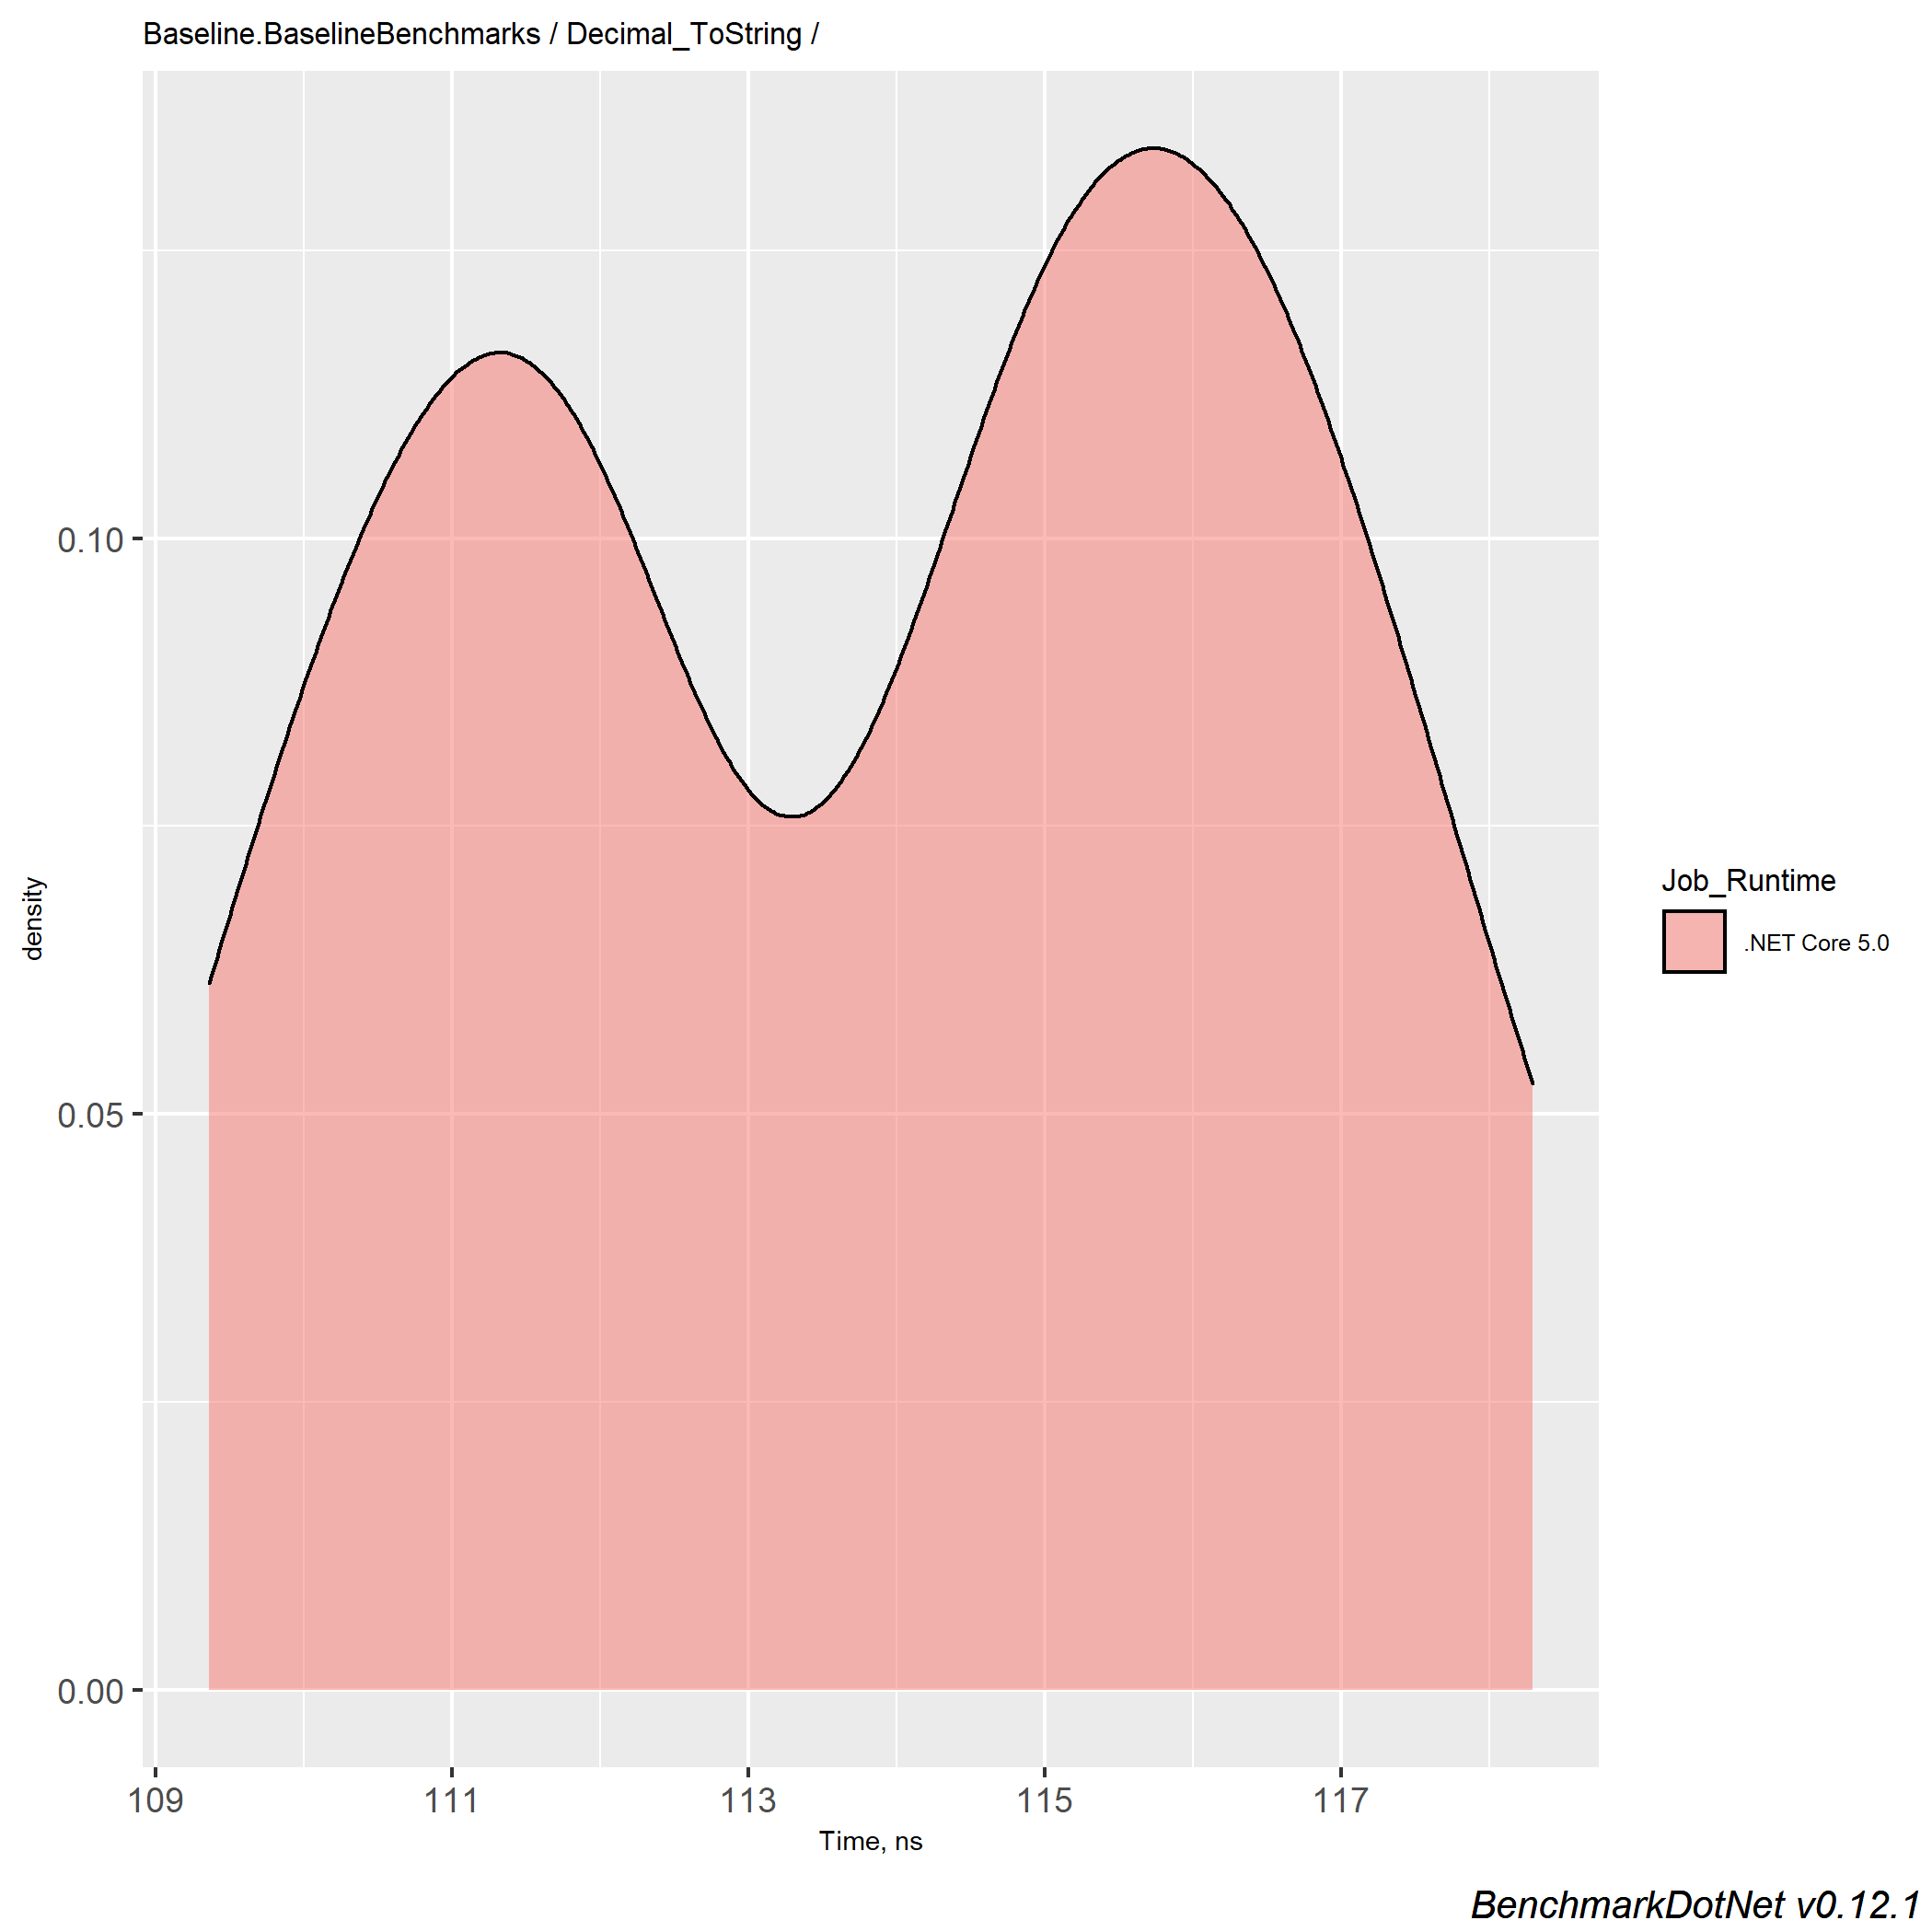 Baseline.BaselineBenchmarks / Decimal_ToString /
0.10
0.05
0.00
density
109 111 113 115 117
Time, ns
Job_Runtime
.NET Core 5.0
BenchmarkDotNet v0.12.1